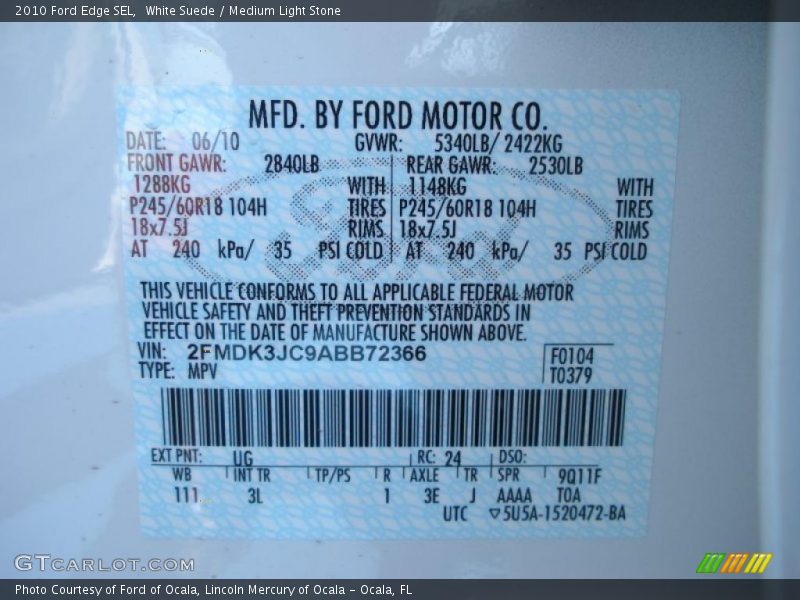 2010 Ford Edge SEL, White Suede / Medium Light Stone
MFD. BY FORD MOTOR CO.
DATE: 06/10 GVWR: 5340LB/ 2422KG
FRONT GAWR: 2840LB REAR GAWR: 2530LB
1288KG WITH 1148KG WITH
P245/60R18 104H TIRES P245/60R18 104H TIRES
18x7.5J RIMS 18x7.5J RIMS
AT 240 kPa/ 35 PSI COLD AT 240 kPa/ 35 PSI COLD
THIS VEHICLE CONFORMS TO ALL APPLICABLE FEDERAL MOTOR
VEHICLE SAFETY AND THEFT PREVENTION STANDARDS IN
EFFECT ON THE DATE OF MANUFACTURE SHOWN ABOVE.
VIN: 2FMDK3JC9ABB72366 F0104
TYPE: MPV T0379
EXT PNT: UG RC: 24 DSO:
WB INT TR TP/PS R AXLE TR SPR 9Q11F
111 3L 1 3E J AAAA T0A
UTC ▽5U5A-1520472-BA
GTCARLOT.COM
Photo Courtesy of Ford of Ocala, Lincoln Mercury of Ocala - Ocala, FL